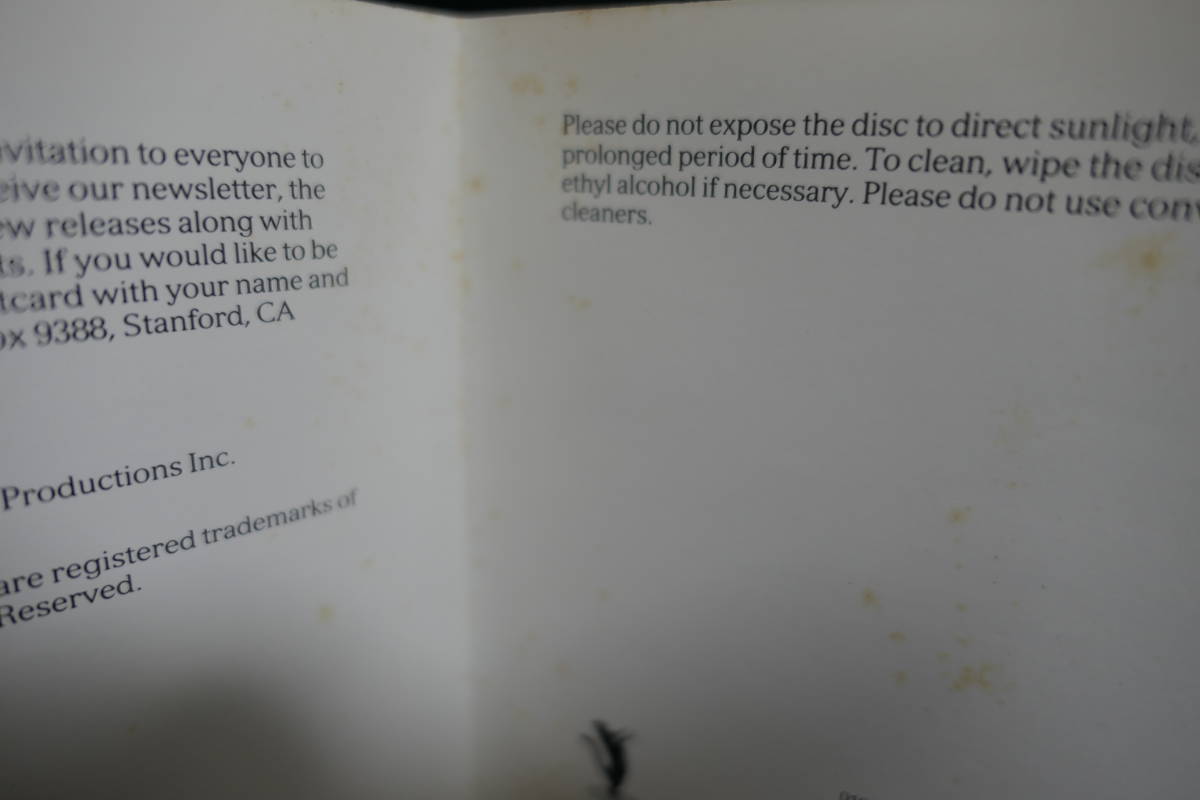 vitation to everyone to
eive our newsletter, the
ew releases along with
ts. If you would like to be
tcard with your name and
ox 9388, Stanford, CA
Productions Inc.
are registered trademarks of
Reserved.
Please do not expose the disc to direct sunlight,
prolonged period of time. To clean, wipe the dis
ethyl alcohol if necessary. Please do not use conv
cleaners.